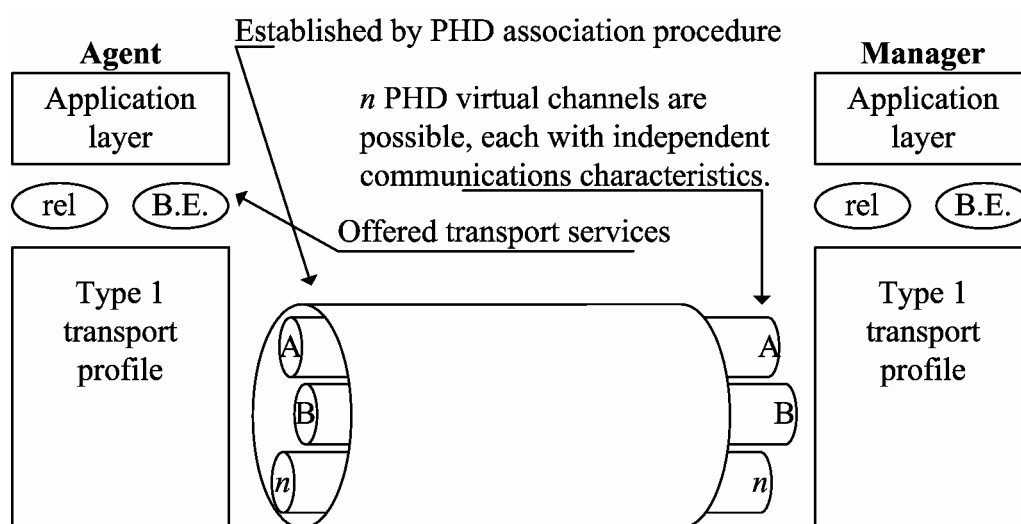 Established by PHD association procedure
Agent
Application
layer
rel
B.E.
Type 1
transport
profile
n PHD virtual channels are
possible, each with independent
communications characteristics.
Offered transport services
A
B
n
A
B
n
Manager
Application
layer
rel
B.E.
Type 1
transport
profile